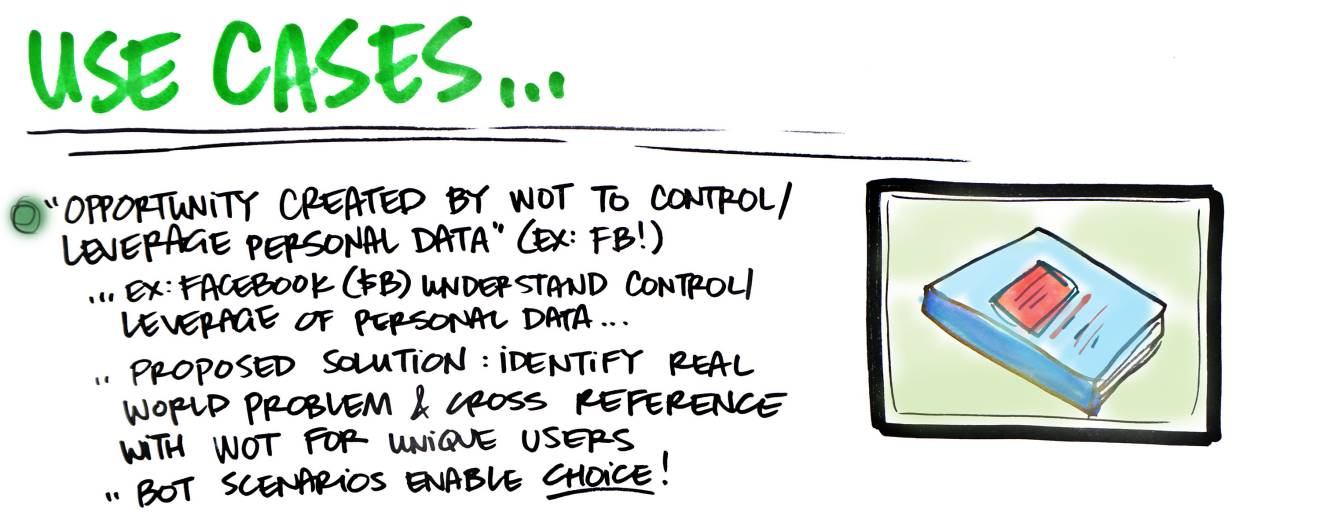 USE CASES...
"OPPORTUNITY CREATED BY WOT TO CONTROL/
LEVERAGE PERSONAL DATA" (EX: FB!)
... EX: FACEBOOK ($B) UNDERSTAND CONTROL/
LEVERAGE OF PERSONAL DATA...
.. PROPOSED SOLUTION: IDENTIFY REAL
WORLD PROBLEM & CROSS REFERENCE
WITH WOT FOR UNIQUE USERS
" BOT SCENARIOS ENABLE CHOICE!